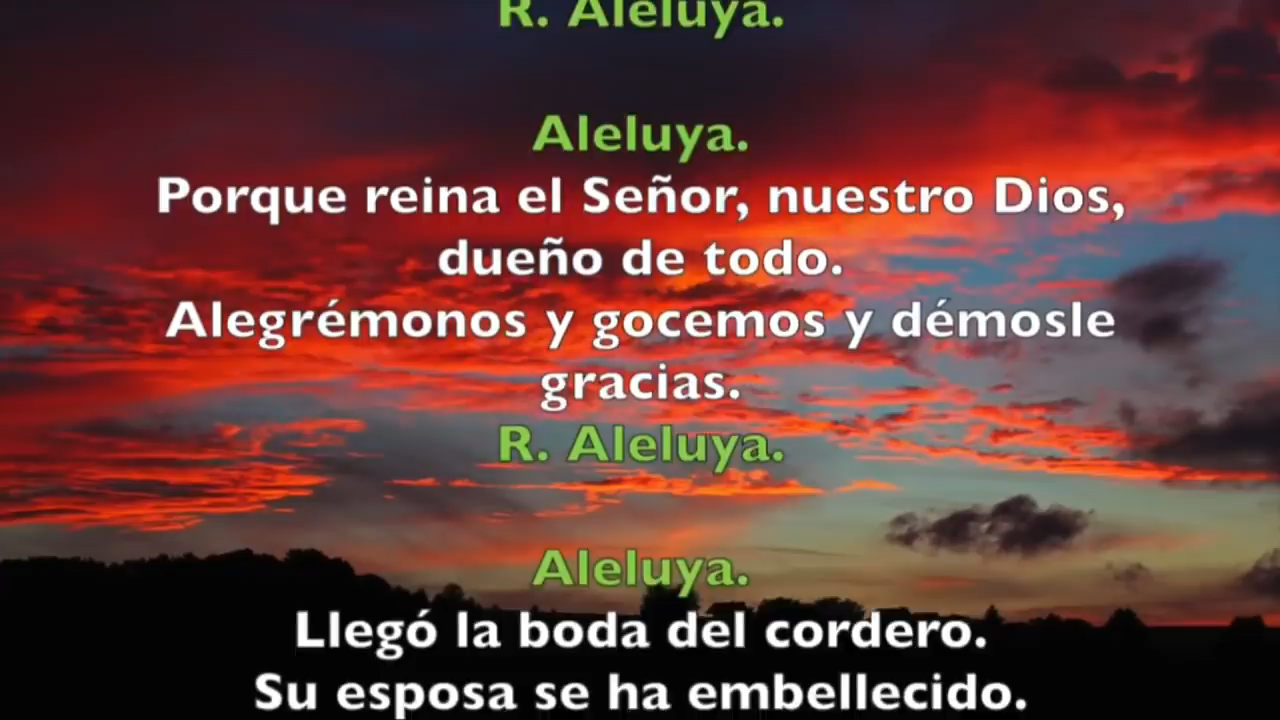 R. Aleluya.
Aleluya.
Porque reina el Señor, nuestro Dios,
dueño de todo.
Alegrémonos y gocemos y démosle
gracias.
R. Aleluya.
Aleluya.
Llegó la boda del cordero.
Su esposa se ha embellecido.